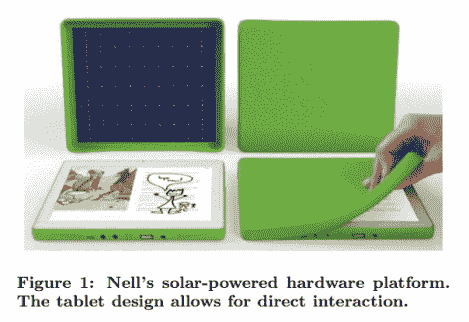 Figure 1: Nell's solar-powered hardware platform.
The tablet design allows for direct interaction.